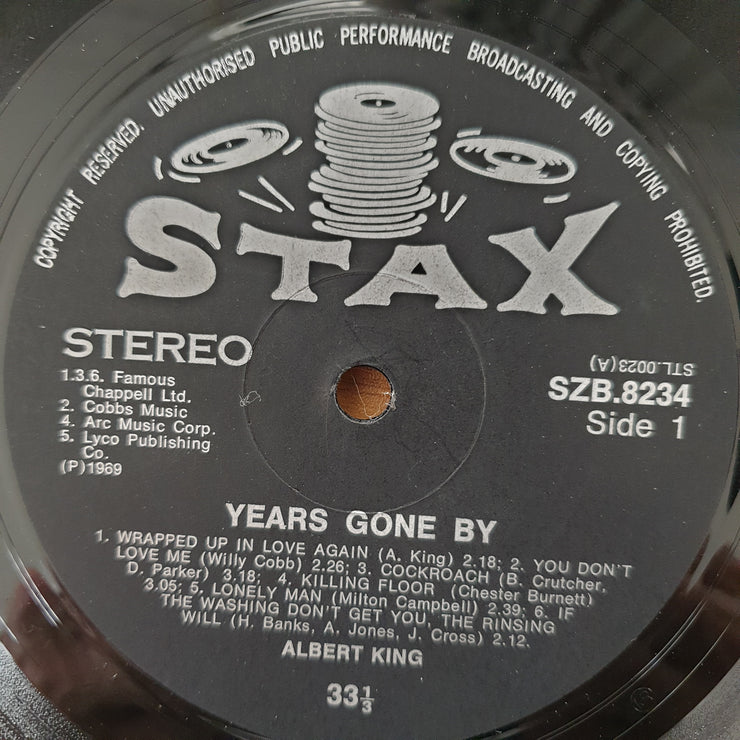 COPYRIGHT RESERVED. UNAUTHORISED PUBLIC PERFORMANCE BROADCASTING AND COPYING PROHIBITED.
STAX
STEREO
1.3.6. Famous
Chappell Ltd.
2. Cobbs Music
4. Arc Music Corp.
5. Lyco Publishing
Co.
(P)1969
STL.0023(A)
SZB.8234
Side 1
YEARS GONE BY
1. WRAPPED UP IN LOVE AGAIN (A. King) 2.18; 2. YOU DON'T
LOVE ME (Willy Cobb) 2.26; 3. COCKROACH (B. Crutcher,
D. Parker) 3.18; 4. KILLING FLOOR (Chester Burnett)
3.05; 5. LONELY MAN (Milton Campbell) 2.39; 6. IF
THE WASHING DON'T GET YOU, THE RINSING
WILL (H. Banks, A. Jones, J. Cross) 2.12.
ALBERT KING
33⅓